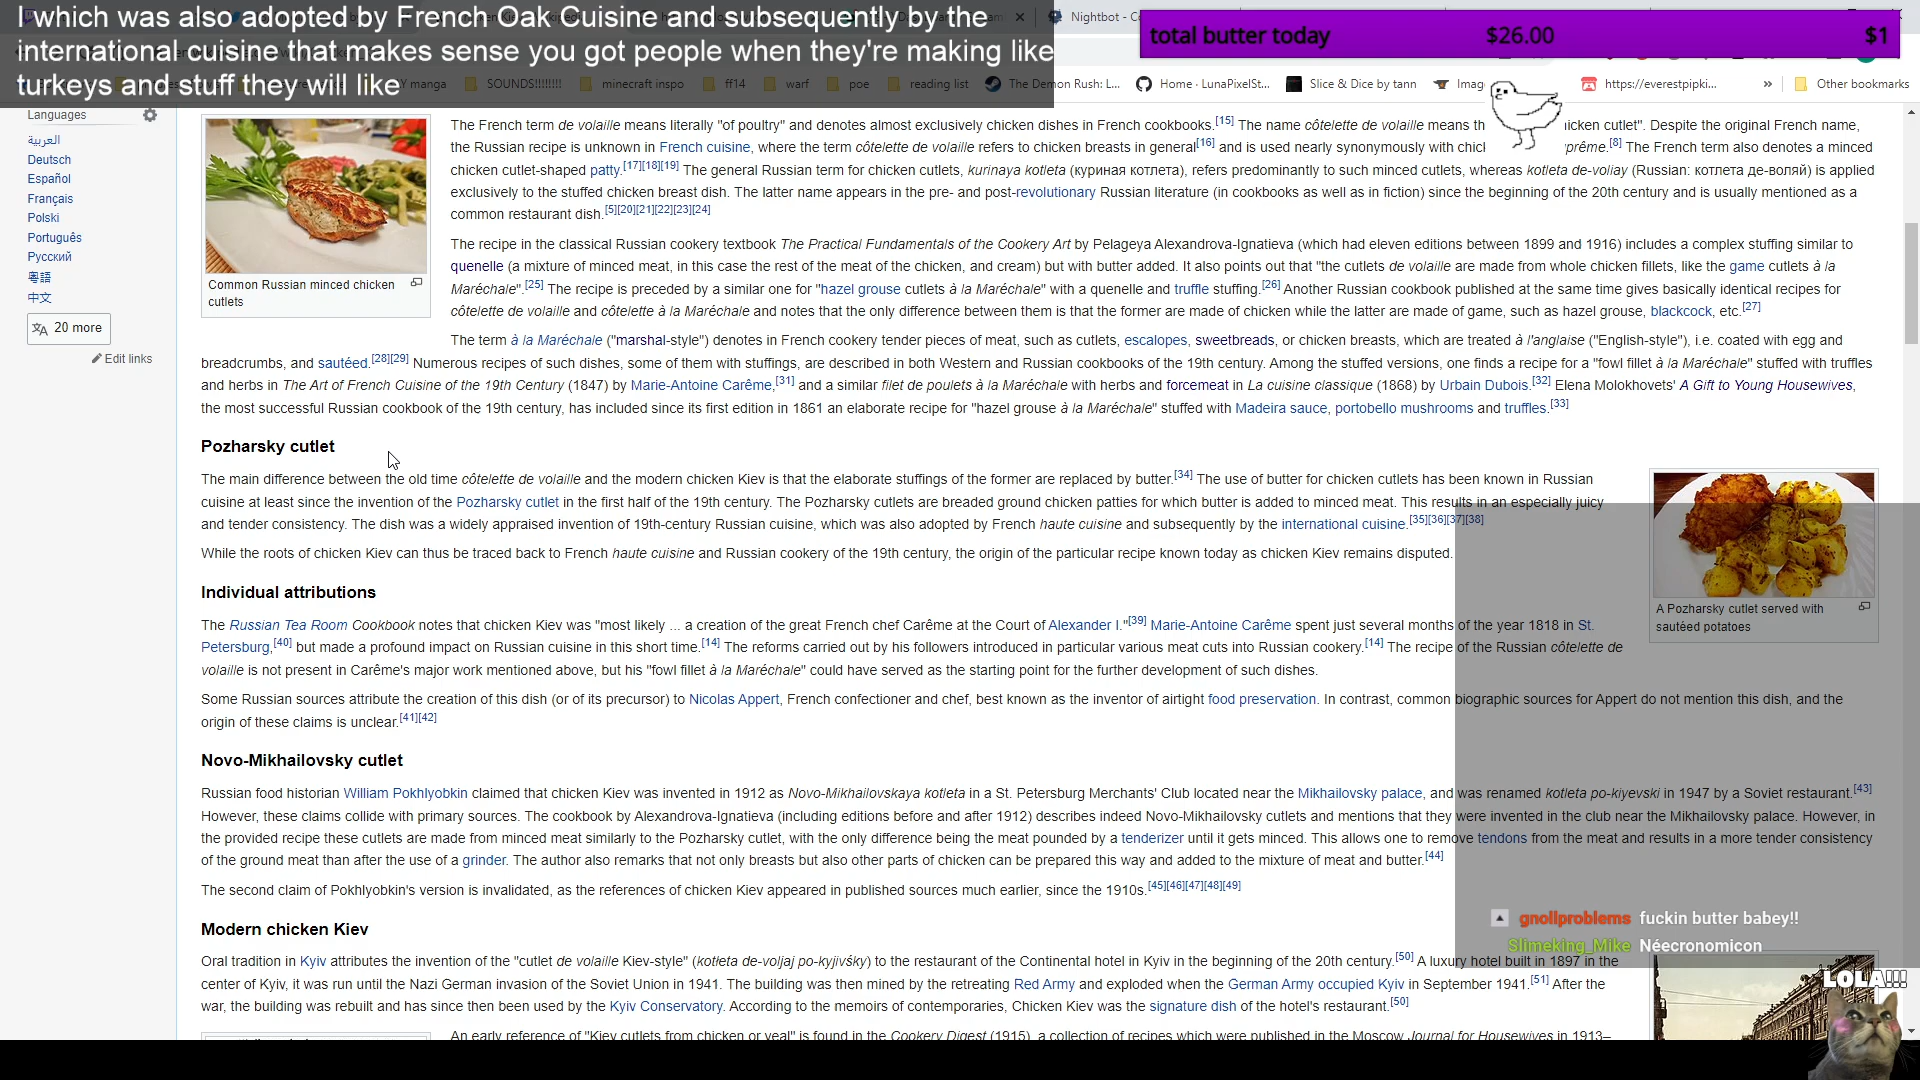 I which was also adopted by French Oak Cuisine and subsequently by the
international cuisine that makes sense you got people when they're making like
turkeys and stuff they will like
Nightbot - C
total butter today $26.00 $1
manga SOUNDS!!!!!!!! minecraft inspo ff14 warf poe reading list The Demon Rush: L... Home · LunaPixelSt... Slice & Dice by tann Imag https://everestpipki... » Other bookmarks
Languages
العربية
Deutsch
Español
Français
Polski
Português
Русский
粵語
中文
20 more
Edit links
Common Russian minced chicken
cutlets
The French term de volaille means literally "of poultry" and denotes almost exclusively chicken dishes in French cookbooks.[15] The name côtelette de volaille means th icken cutlet". Despite the original French name,
the Russian recipe is unknown in French cuisine, where the term côtelette de volaille refers to chicken breasts in general[16] and is used nearly synonymously with chick prême.[8] The French term also denotes a minced
chicken cutlet-shaped patty.[17][18][19] The general Russian term for chicken cutlets, kurinaya kotleta (куриная котлета), refers predominantly to such minced cutlets, whereas kotleta de-voliay (Russian: котлета де-воляй) is applied
exclusively to the stuffed chicken breast dish. The latter name appears in the pre- and post-revolutionary Russian literature (in cookbooks as well as in fiction) since the beginning of the 20th century and is usually mentioned as a
common restaurant dish.[5][20][21][22][23][24]
The recipe in the classical Russian cookery textbook The Practical Fundamentals of the Cookery Art by Pelageya Alexandrova-Ignatieva (which had eleven editions between 1899 and 1916) includes a complex stuffing similar to
quenelle (a mixture of minced meat, in this case the rest of the meat of the chicken, and cream) but with butter added. It also points out that "the cutlets de volaille are made from whole chicken fillets, like the game cutlets à la
Maréchale".[25] The recipe is preceded by a similar one for "hazel grouse cutlets à la Maréchale" with a quenelle and truffle stuffing.[26] Another Russian cookbook published at the same time gives basically identical recipes for
côtelette de volaille and côtelette à la Maréchale and notes that the only difference between them is that the former are made of chicken while the latter are made of game, such as hazel grouse, blackcock, etc.[27]
The term à la Maréchale ("marshal-style") denotes in French cookery tender pieces of meat, such as cutlets, escalopes, sweetbreads, or chicken breasts, which are treated à l'anglaise ("English-style"), i.e. coated with egg and
breadcrumbs, and sautéed.[28][29] Numerous recipes of such dishes, some of them with stuffings, are described in both Western and Russian cookbooks of the 19th century. Among the stuffed versions, one finds a recipe for a "fowl fillet à la Maréchale" stuffed with truffles
and herbs in The Art of French Cuisine of the 19th Century (1847) by Marie-Antoine Carême,[31] and a similar filet de poulets à la Maréchale with herbs and forcemeat in La cuisine classique (1868) by Urbain Dubois.[32] Elena Molokhovets' A Gift to Young Housewives,
the most successful Russian cookbook of the 19th century, has included since its first edition in 1861 an elaborate recipe for "hazel grouse à la Maréchale" stuffed with Madeira sauce, portobello mushrooms and truffles.[33]
Pozharsky cutlet
The main difference between the old time côtelette de volaille and the modern chicken Kiev is that the elaborate stuffings of the former are replaced by butter.[34] The use of butter for chicken cutlets has been known in Russian
cuisine at least since the invention of the Pozharsky cutlet in the first half of the 19th century. The Pozharsky cutlets are breaded ground chicken patties for which butter is added to minced meat. This results in an especially juicy
and tender consistency. The dish was a widely appraised invention of 19th-century Russian cuisine, which was also adopted by French haute cuisine and subsequently by the international cuisine.[35][36][37][38]
While the roots of chicken Kiev can thus be traced back to French haute cuisine and Russian cookery of the 19th century, the origin of the particular recipe known today as chicken Kiev remains disputed.
A Pozharsky cutlet served with
sautéed potatoes
Individual attributions
The Russian Tea Room Cookbook notes that chicken Kiev was "most likely ... a creation of the great French chef Carême at the Court of Alexander I."[39] Marie-Antoine Carême spent just several months of the year 1818 in St.
Petersburg,[40] but made a profound impact on Russian cuisine in this short time.[14] The reforms carried out by his followers introduced in particular various meat cuts into Russian cookery.[14] The recipe of the Russian côtelette de
volaille is not present in Carême's major work mentioned above, but his "fowl fillet à la Maréchale" could have served as the starting point for the further development of such dishes.
Some Russian sources attribute the creation of this dish (or of its precursor) to Nicolas Appert, French confectioner and chef, best known as the inventor of airtight food preservation. In contrast, common biographic sources for Appert do not mention this dish, and the
origin of these claims is unclear.[41][42]
Novo-Mikhailovsky cutlet
Russian food historian William Pokhlyobkin claimed that chicken Kiev was invented in 1912 as Novo-Mikhailovskaya kotleta in a St. Petersburg Merchants' Club located near the Mikhailovsky palace, and was renamed kotleta po-kiyevski in 1947 by a Soviet restaurant.[43]
However, these claims collide with primary sources. The cookbook by Alexandrova-Ignatieva (including editions before and after 1912) describes indeed Novo-Mikhailovsky cutlets and mentions that they were invented in the club near the Mikhailovsky palace. However, in
the provided recipe these cutlets are made from minced meat similarly to the Pozharsky cutlet, with the only difference being the meat pounded by a tenderizer until it gets minced. This allows one to remove tendons from the meat and results in a more tender consistency
of the ground meat than after the use of a grinder. The author also remarks that not only breasts but also other parts of chicken can be prepared this way and added to the mixture of meat and butter.[44]
The second claim of Pokhlyobkin's version is invalidated, as the references of chicken Kiev appeared in published sources much earlier, since the 1910s.[45][46][47][48][49]
Modern chicken Kiev
Oral tradition in Kyiv attributes the invention of the "cutlet de volaille Kiev-style" (kotleta de-voljaj po-kyjivśky) to the restaurant of the Continental hotel in Kyiv in the beginning of the 20th century.[50] A luxury hotel built in 1897 in the
center of Kyiv, it was run until the Nazi German invasion of the Soviet Union in 1941. The building was then mined by the retreating Red Army and exploded when the German Army occupied Kyiv in September 1941.[51] After the
war, the building was rebuilt and has since then been used by the Kyiv Conservatory. According to the memoirs of contemporaries, Chicken Kiev was the signature dish of the hotel's restaurant.[50]
An early reference of "Kiev cutlets from chicken or veal" is found in the Cookery Digest (1915), a collection of recipes which were published in the Moscow Journal for Housewives in 1913–
gnollproblems fuckin butter babey!!
Slimeking_Mike Néecronomicon
LOLA!!!